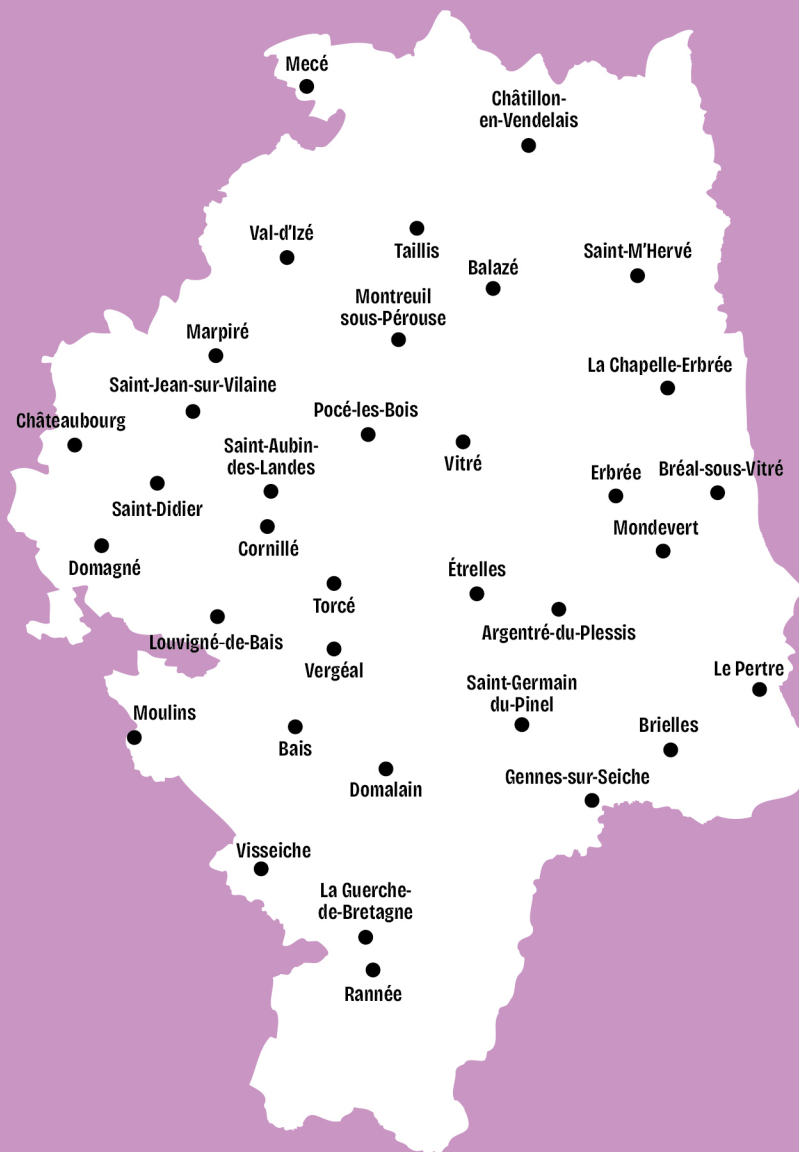 Mecé
Châtillon-
en-Vendelais
Val-d'Izé
Taillis
Balazé
Saint-M'Hervé
Montreuil
sous-Pérouse
Marpiré
La Chapelle-Erbrée
Saint-Jean-sur-Vilaine
Châteaubourg
Pocé-les-Bois
Saint-Aubin-
des-Landes
Vitré
Erbrée
Bréal-sous-Vitré
Saint-Didier
Mondevert
Cornillé
Domagné
Étrelles
Torcé
Argentré-du-Plessis
Louvigné-de-Bais
Vergéal
Le Pertre
Saint-Germain
du-Pinel
Moulins
Brielles
Bais
Gennes-sur-Seiche
Domalain
Visseiche
La Guerche-
de-Bretagne
Rannée